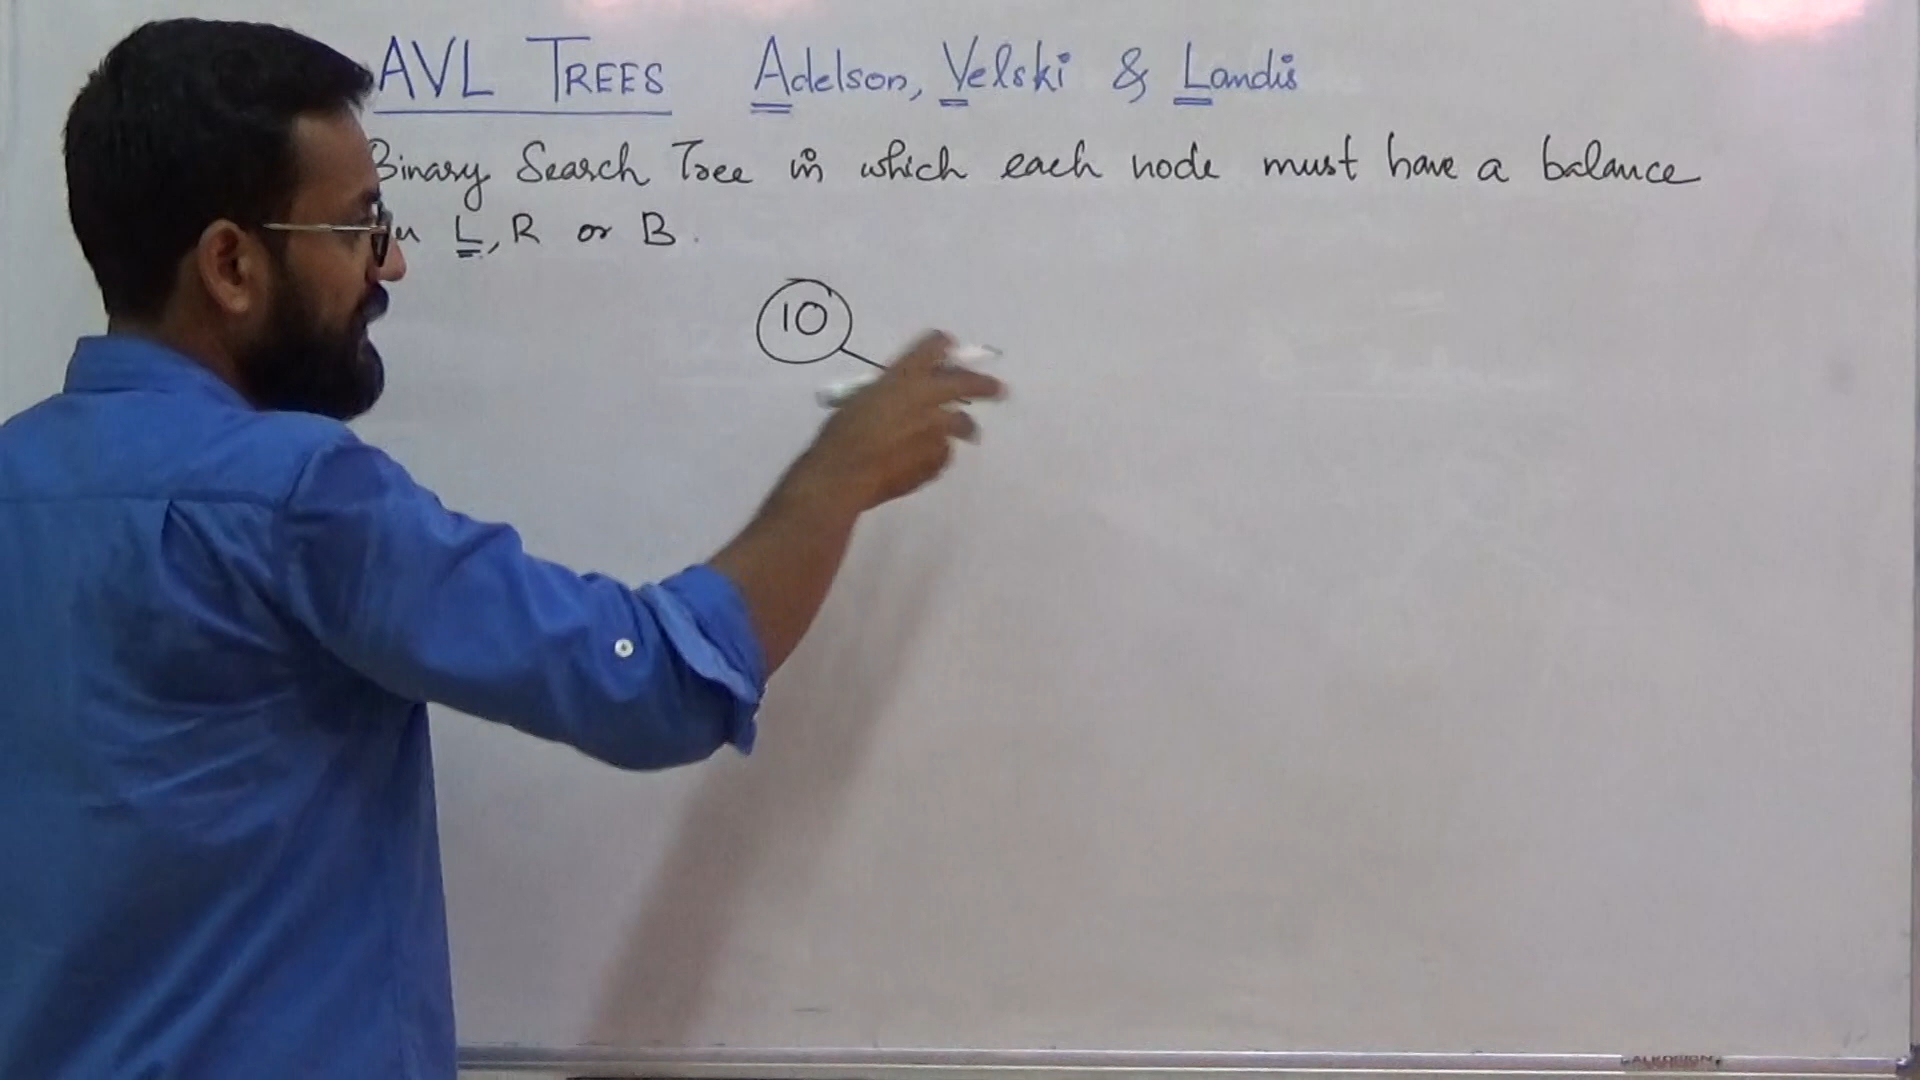 AVL TREES Adelson, Velski & Landis
Binary Search Tree in which each node must have a balance
L, R or B.
10